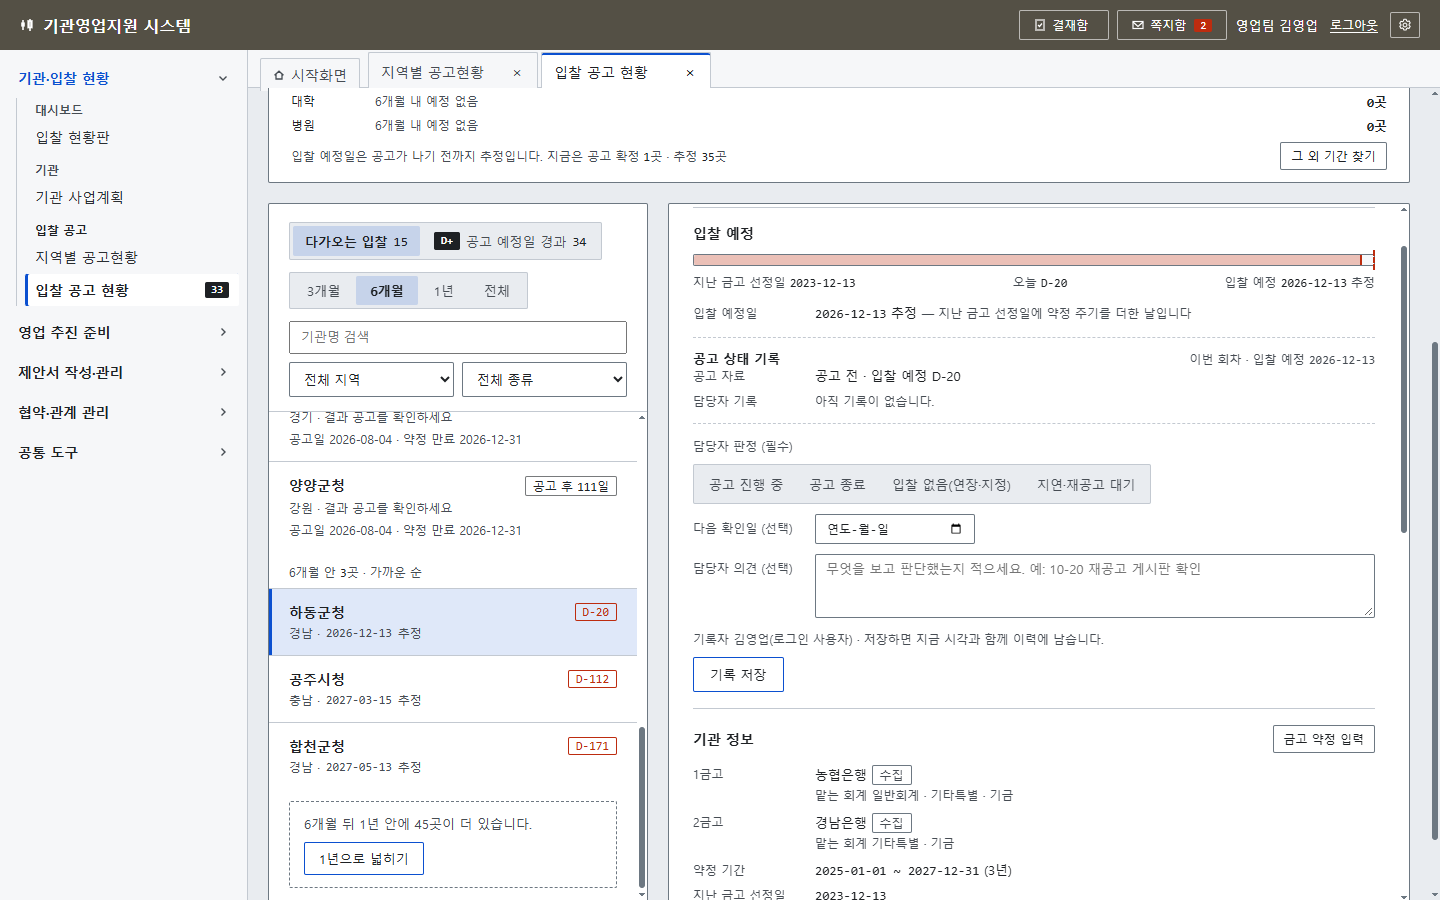 기관영업지원 시스템
결재함
쪽지함 2
영업팀 김영업
로그아웃
기관·입찰 현황
대시보드
입찰 현황판
기관
기관 사업계획
입찰 공고
지역별 공고현황
입찰 공고 현황 33
영업 추진 준비
제안서 작성·관리
협약·관계 관리
공통 도구
시작화면
지역별 공고현황 ×
입찰 공고 현황 ×
대학 6개월 내 예정 없음 0곳
병원 6개월 내 예정 없음 0곳
입찰 예정일은 공고가 나기 전까지 추정입니다. 지금은 공고 확정 1곳 · 추정 35곳
그 외 기간 찾기
다가오는 입찰 15
D+ 공고 예정일 경과 34
3개월 6개월 1년 전체
기관명 검색
전체 지역
전체 종류
경기 · 결과 공고를 확인하세요
공고일 2026-08-04 · 약정 만료 2026-12-31
양양군청 공고 후 111일
강원 · 결과 공고를 확인하세요
공고일 2026-08-04 · 약정 만료 2026-12-31
6개월 안 3곳 · 가까운 순
하동군청 D-20
경남 · 2026-12-13 추정
공주시청 D-112
충남 · 2027-03-15 추정
합천군청 D-171
경남 · 2027-05-13 추정
6개월 뒤 1년 안에 45곳이 더 있습니다.
1년으로 넓히기
입찰 예정
지난 금고 선정일 2023-12-13 오늘 D-20 입찰 예정 2026-12-13 추정
입찰 예정일 2026-12-13 추정 — 지난 금고 선정일에 약정 주기를 더한 날입니다
공고 상태 기록 이번 회차 · 입찰 예정 2026-12-13
공고 자료 공고 전 · 입찰 예정 D-20
담당자 기록 아직 기록이 없습니다.
담당자 판정 (필수)
공고 진행 중 공고 종료 입찰 없음(연장·지정) 지연·재공고 대기
다음 확인일 (선택) 연도-월-일
담당자 의견 (선택) 무엇을 보고 판단했는지 적으세요. 예: 10-20 재공고 게시판 확인
기록자 김영업(로그인 사용자) · 저장하면 지금 시각과 함께 이력에 남습니다.
기록 저장
기관 정보 금고 약정 입력
1금고 농협은행 수집
맡는 회계 일반회계 · 기타특별 · 기금
2금고 경남은행 수집
맡는 회계 기타특별 · 기금
약정 기간 2025-01-01 ~ 2027-12-31 (3년)
지난 금고 선정일 2023-12-13